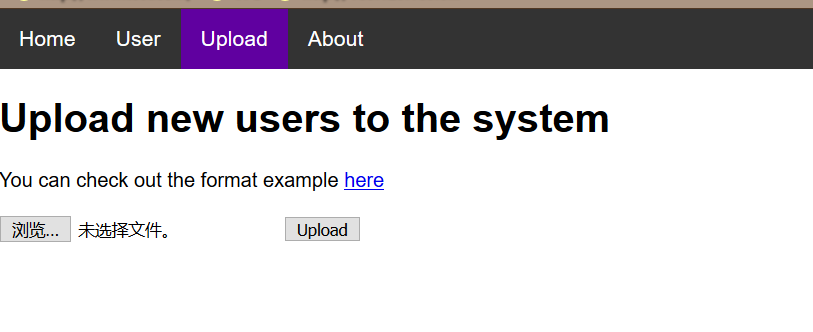 Home User Upload About
Upload new users to the system
You can check out the format example here
浏览... 未选择文件。 Upload